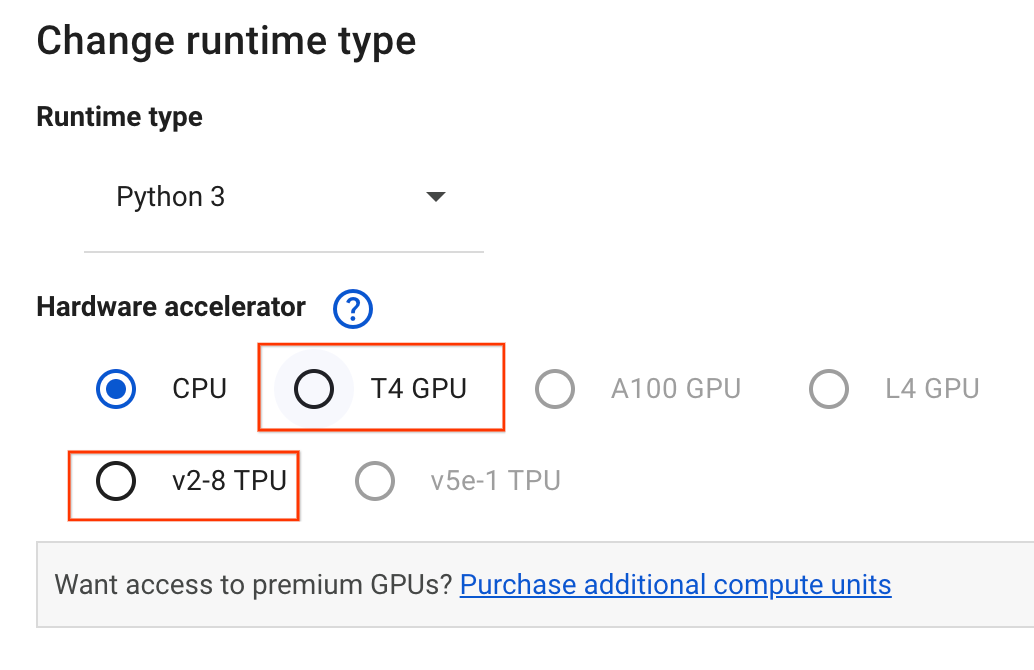 Change runtime type
Runtime type
Python 3
Hardware accelerator ?
CPU T4 GPU A100 GPU L4 GPU
v2-8 TPU v5e-1 TPU
Want access to premium GPUs? Purchase additional compute units